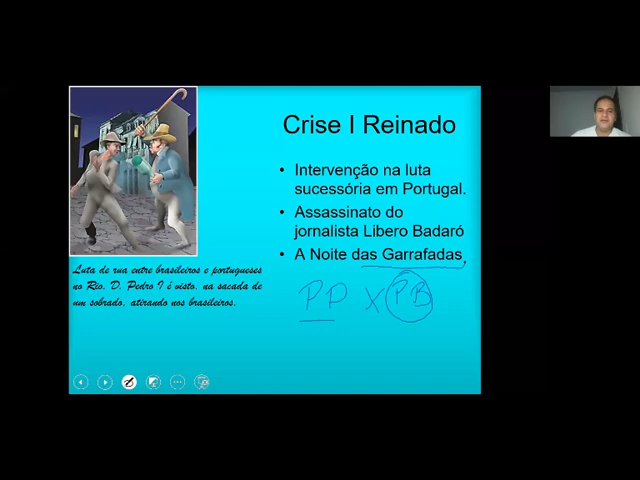 Crise I Reinado
• Intervenção na luta
sucessória em Portugal.
• Assassinato do
jornalista Libero Badaró
• A Noite das Garrafadas.
PP X PB
Luta de rua entre brasileiros e portugueses
no Rio. D. Pedro I é visto, na sacada de
um sobrado, atirando nos brasileiros.